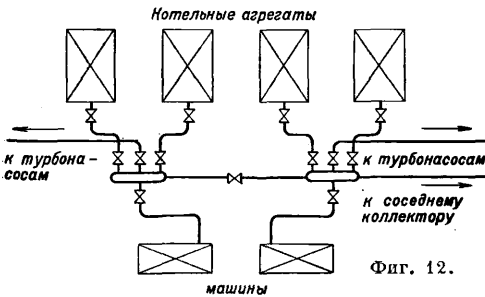 Котельные агрегаты
к турбона-
сосам
к турбонасосам
к соседнему
коллектору
Фиг. 12.
машины